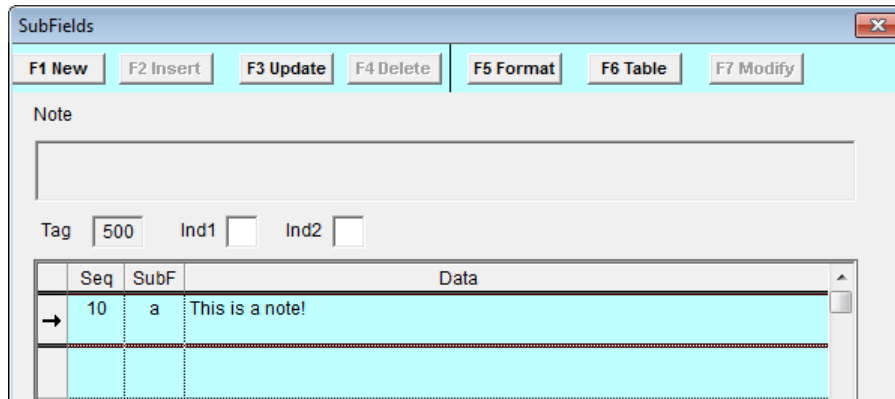 SubFields
F1 New F2 Insert F3 Update F4 Delete F5 Format F6 Table F7 Modify
Note
Tag 500 Ind1 Ind2
Seq SubF Data
10 a This is a note!